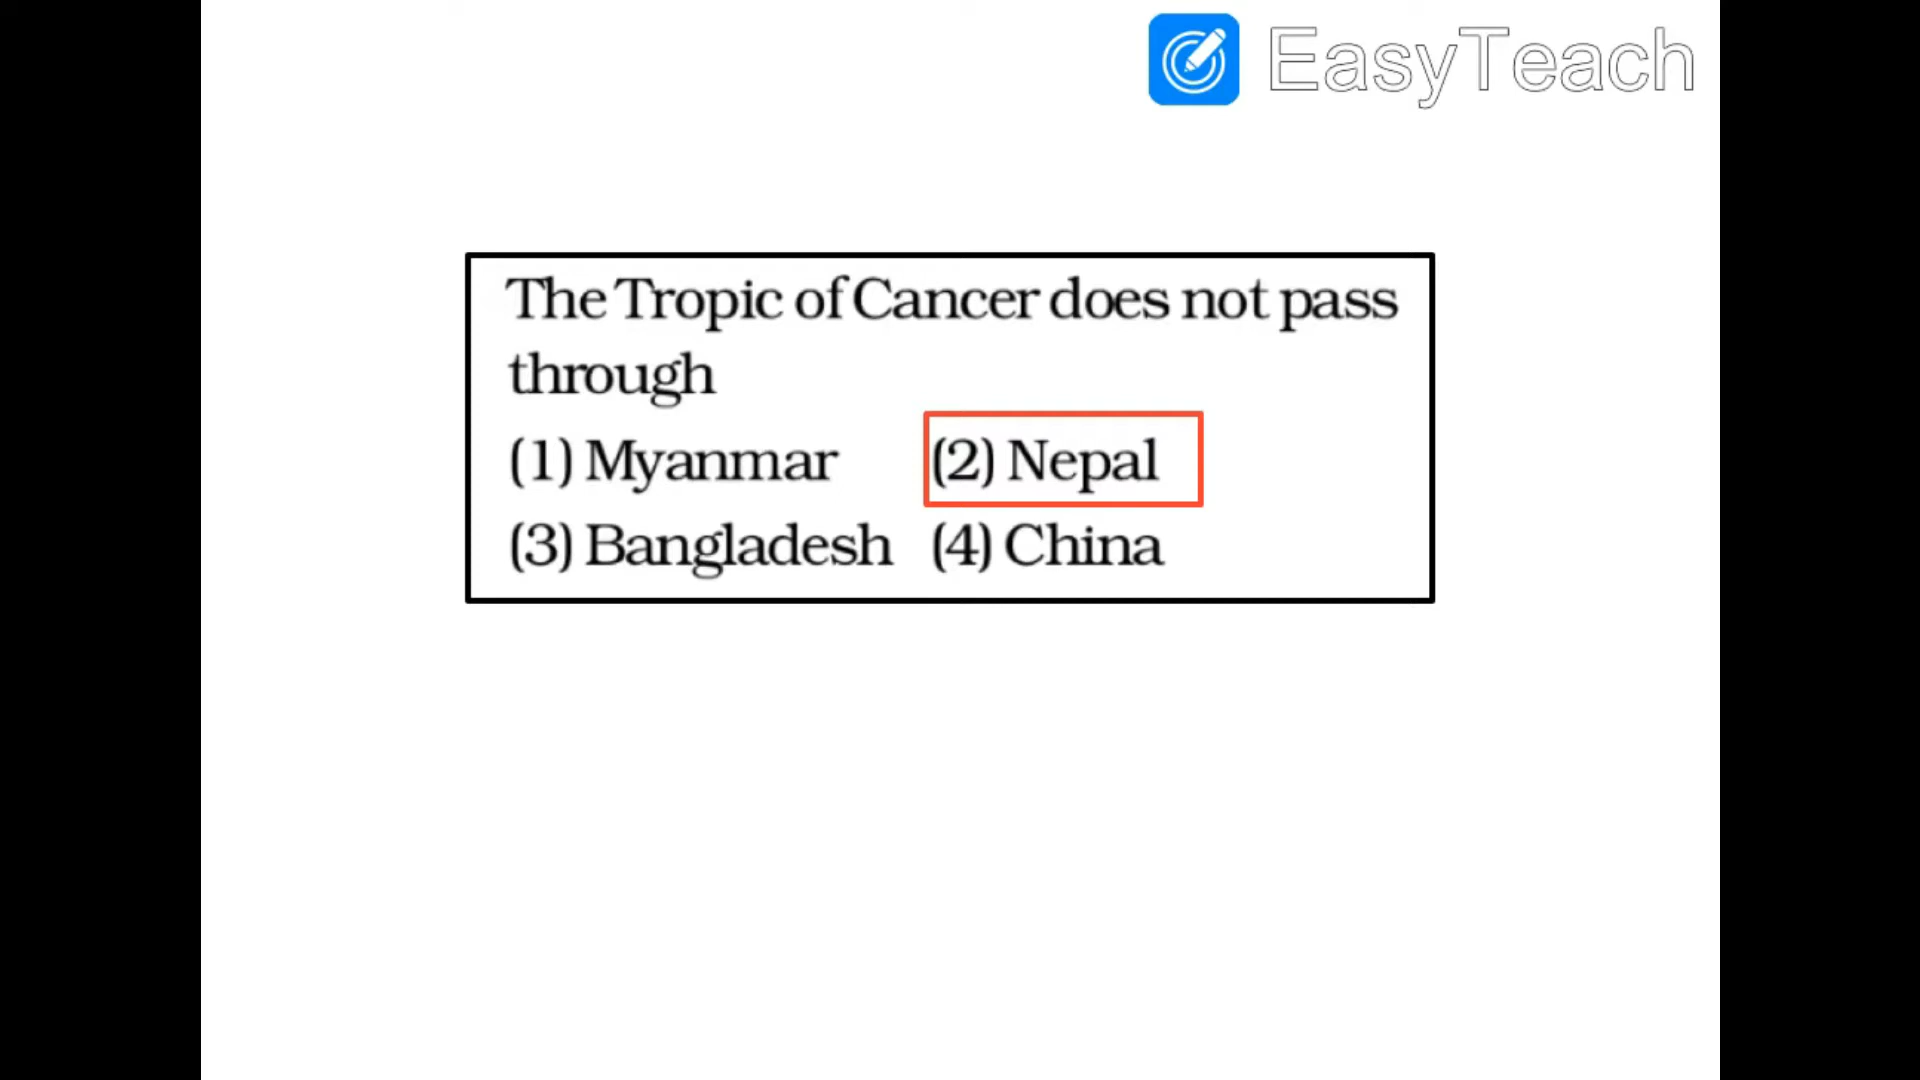 EasyTeach
The Tropic of Cancer does not pass
through
(1) Myanmar (2) Nepal
(3) Bangladesh (4) China